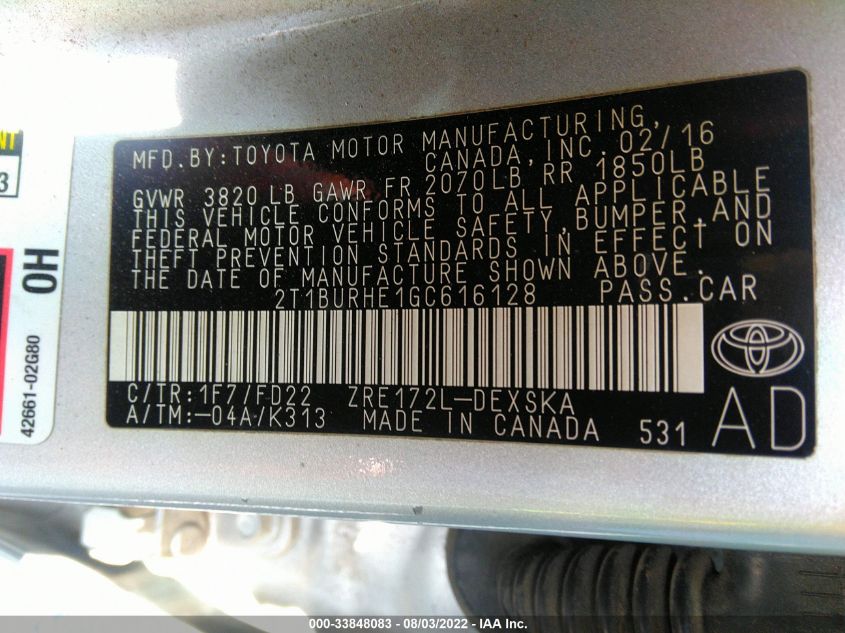 NT
3
OH
42661-02G80
MFD.BY:TOYOTA MOTOR MANUFACTURING,
CANADA,INC.02/16
GVWR 3820 LB GAWR FR 2070LB RR 1850LB
THIS VEHICLE CONFORMS TO ALL APPLICABLE
FEDERAL MOTOR VEHICLE SAFETY,BUMPER,AND
THEFT PREVENTION STANDARDS IN EFFECT ON
THE DATE OF MANUFACTURE SHOWN ABOVE.
2T1BURHE1GC616128 PASS.CAR
C/TR:1F7/FD22 ZRE172L-DEXSKA
A/TM:-04A/K313 MADE IN CANADA 531
AD
000-33848083 - 08/03/2022 - IAA Inc.